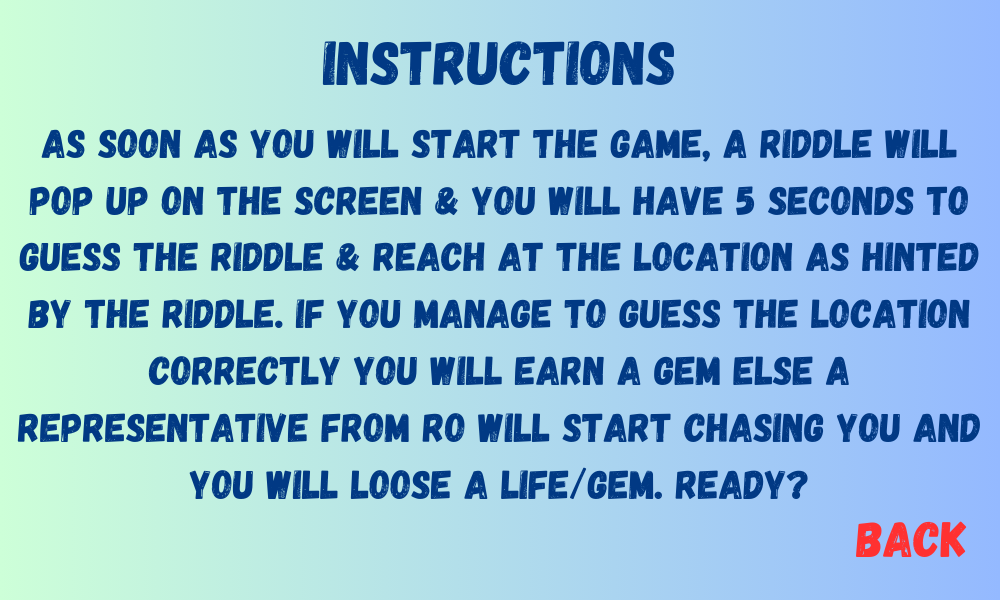 INSTRUCTIONS
AS SOON AS YOU WILL START THE GAME, A RIDDLE WILL
POP UP ON THE SCREEN & YOU WILL HAVE 5 SECONDS TO
GUESS THE RIDDLE & REACH AT THE LOCATION AS HINTED
BY THE RIDDLE. IF YOU MANAGE TO GUESS THE LOCATION
CORRECTLY YOU WILL EARN A GEM ELSE A
REPRESENTATIVE FROM RO WILL START CHASING YOU AND
YOU WILL LOOSE A LIFE/GEM. READY?
BACK